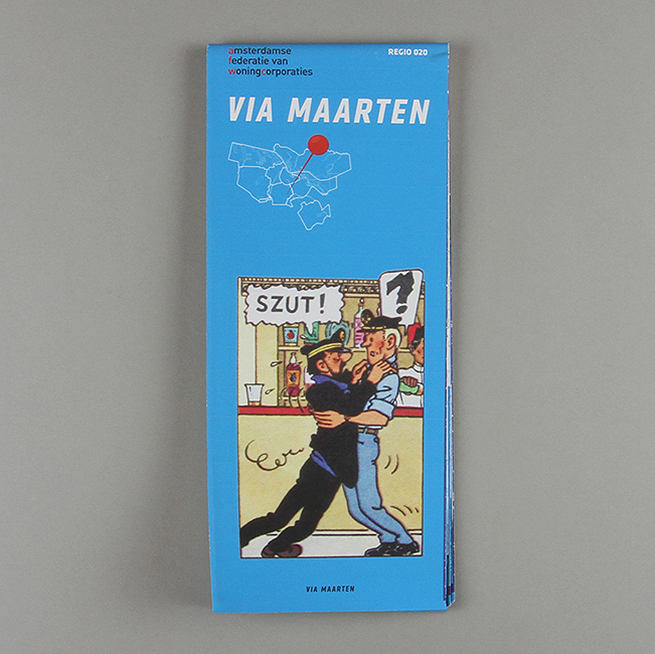 amsterdamse
federatie van
woningcorporaties
REGIO 020
VIA MAARTEN
SZUT!
?
VIA MAARTEN